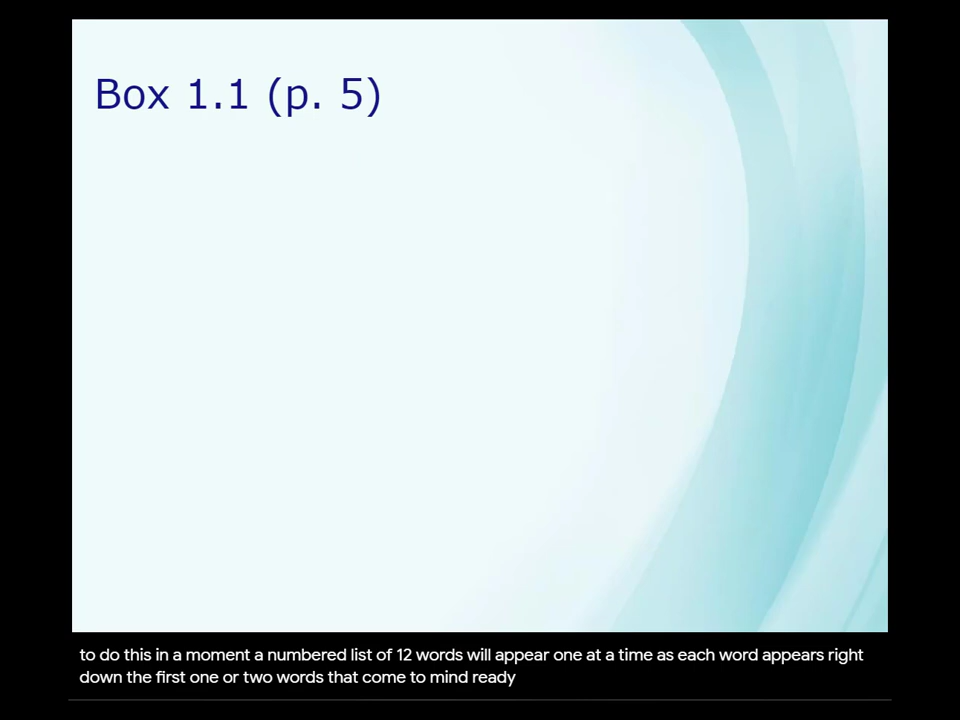 Box 1.1 (p. 5)
to do this in a moment a numbered list of 12 words will appear one at a time as each word appears right
down the first one or two words that come to mind ready